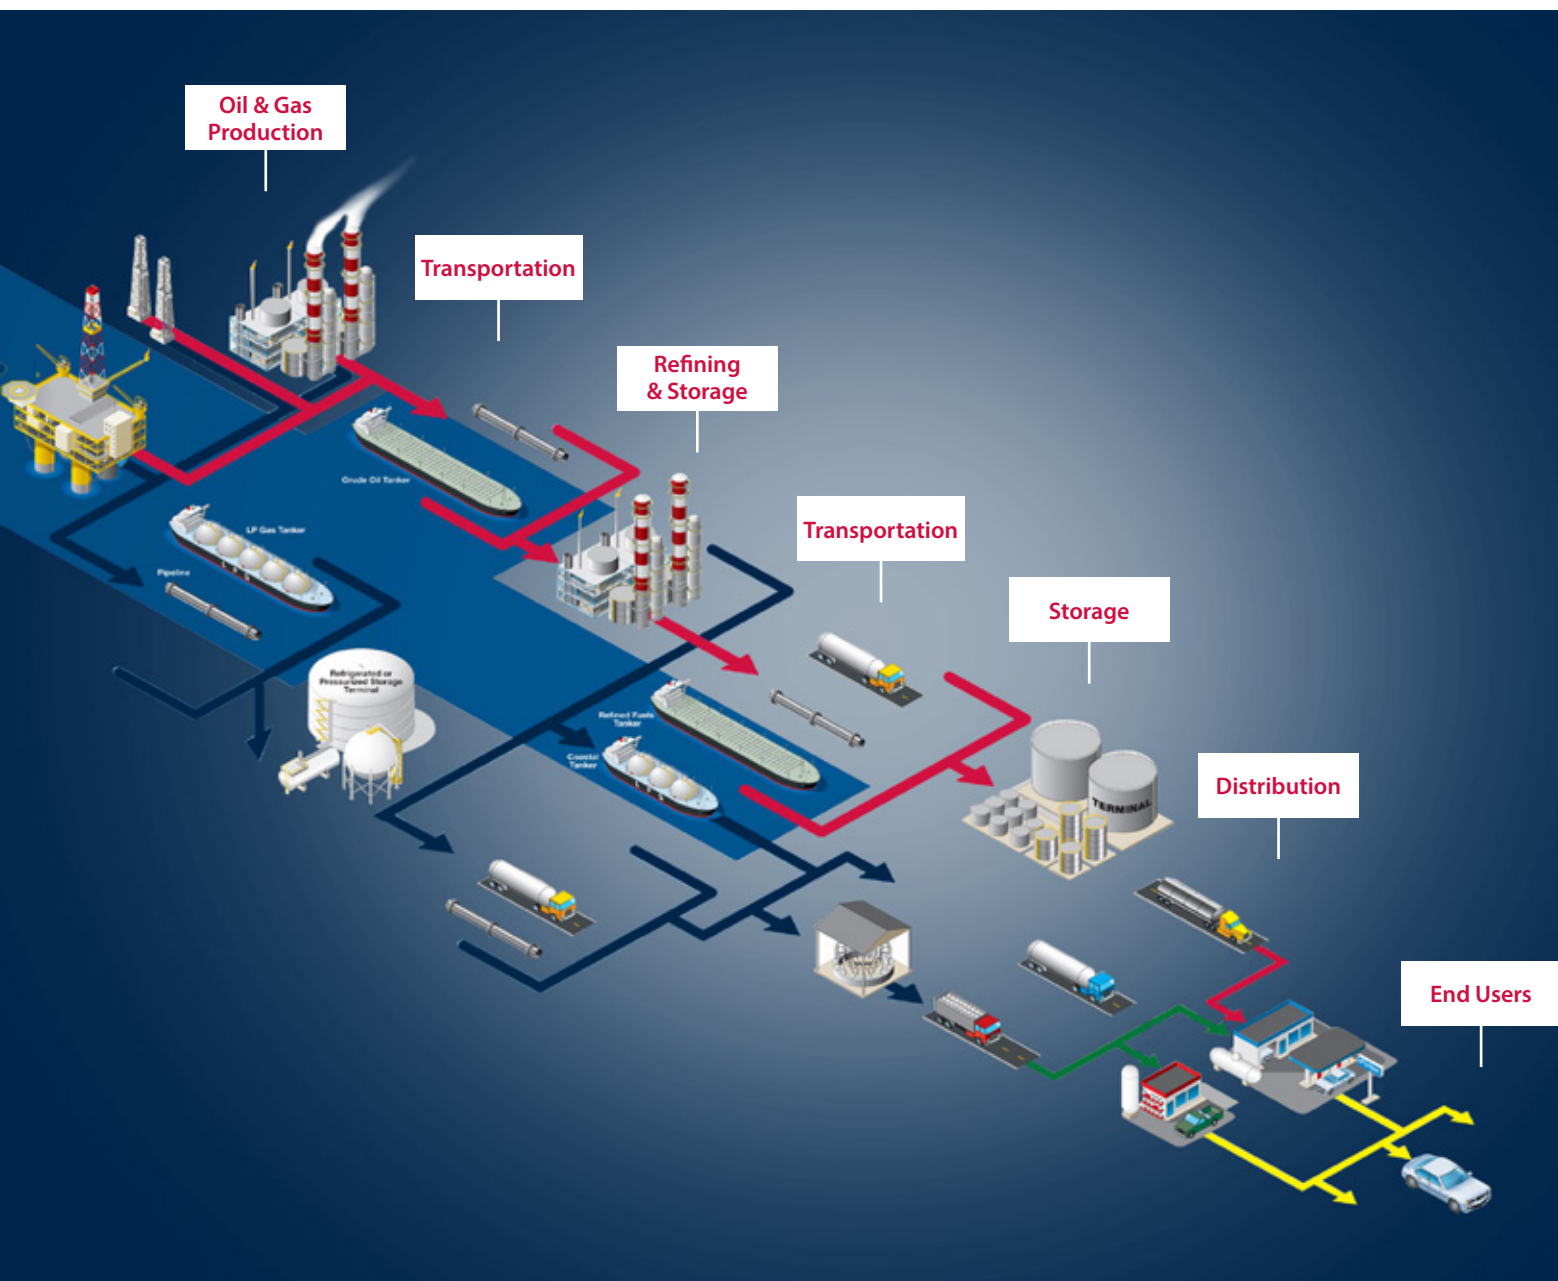 Oil & Gas
Production
Transportation
Refining
& Storage
Crude Oil Tanker
LP Gas Tanker
Transportation
Pipeline
Storage
Refrigerated or
Pressurized Storage
Terminal
Refined Fuels
Tanker
Coastal
Tanker
Distribution
TERMINAL
End Users